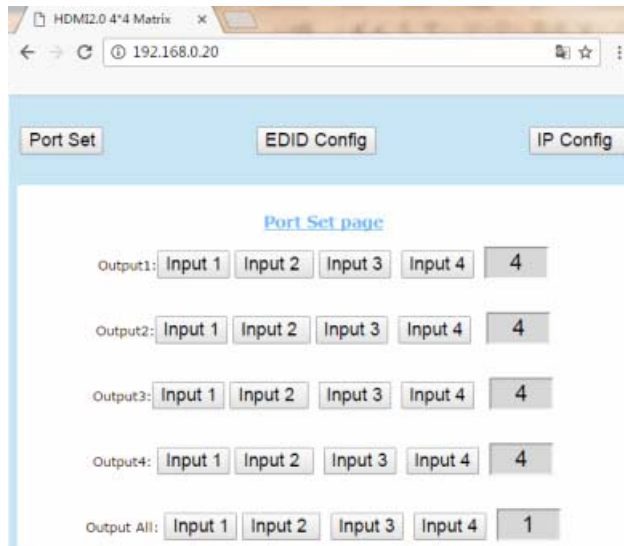 HDMI2.0 4*4 Matrix
192.168.0.20
Port Set EDID Config IP Config
Port Set page
Output1: Input 1 Input 2 Input 3 Input 4 4
Output2: Input 1 Input 2 Input 3 Input 4 4
Output3: Input 1 Input 2 Input 3 Input 4 4
Output4: Input 1 Input 2 Input 3 Input 4 4
Output All: Input 1 Input 2 Input 3 Input 4 1